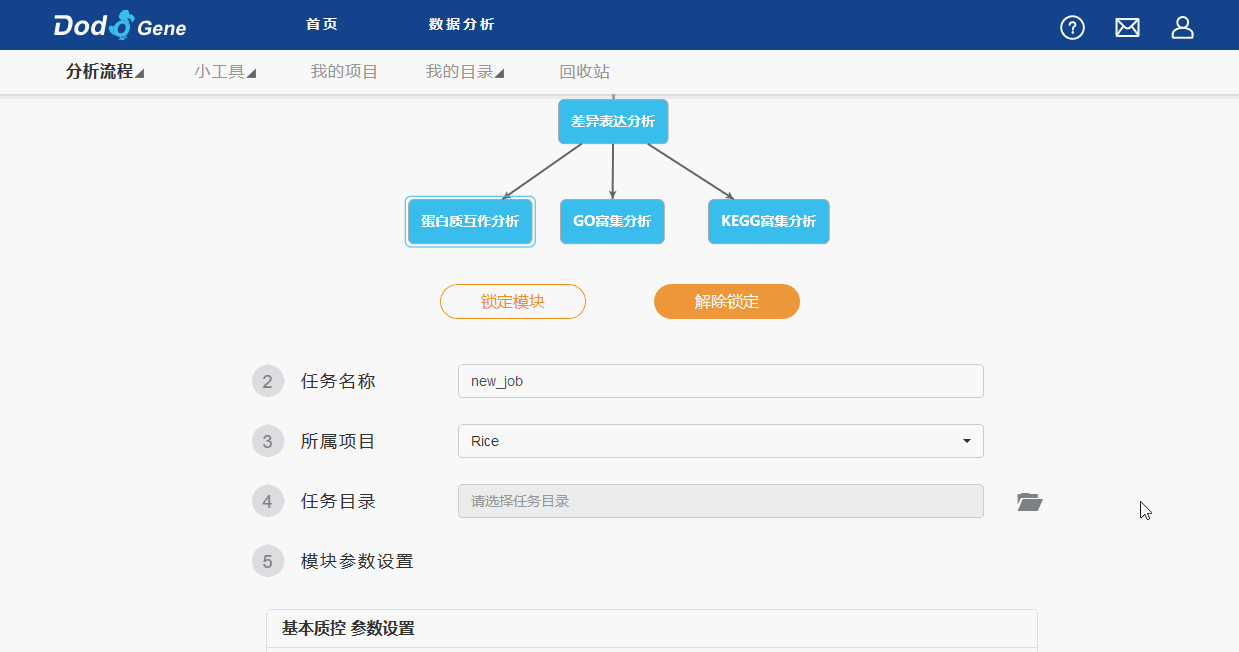 Dodo Gene
首页
数据分析
分析流程
小工具
我的项目
我的目录
回收站
差异表达分析
蛋白质互作分析
GO富集分析
KEGG富集分析
锁定模块
解除锁定
2 任务名称 new_job
3 所属项目 Rice
4 任务目录 请选择任务目录
5 模块参数设置
基本质控 参数设置